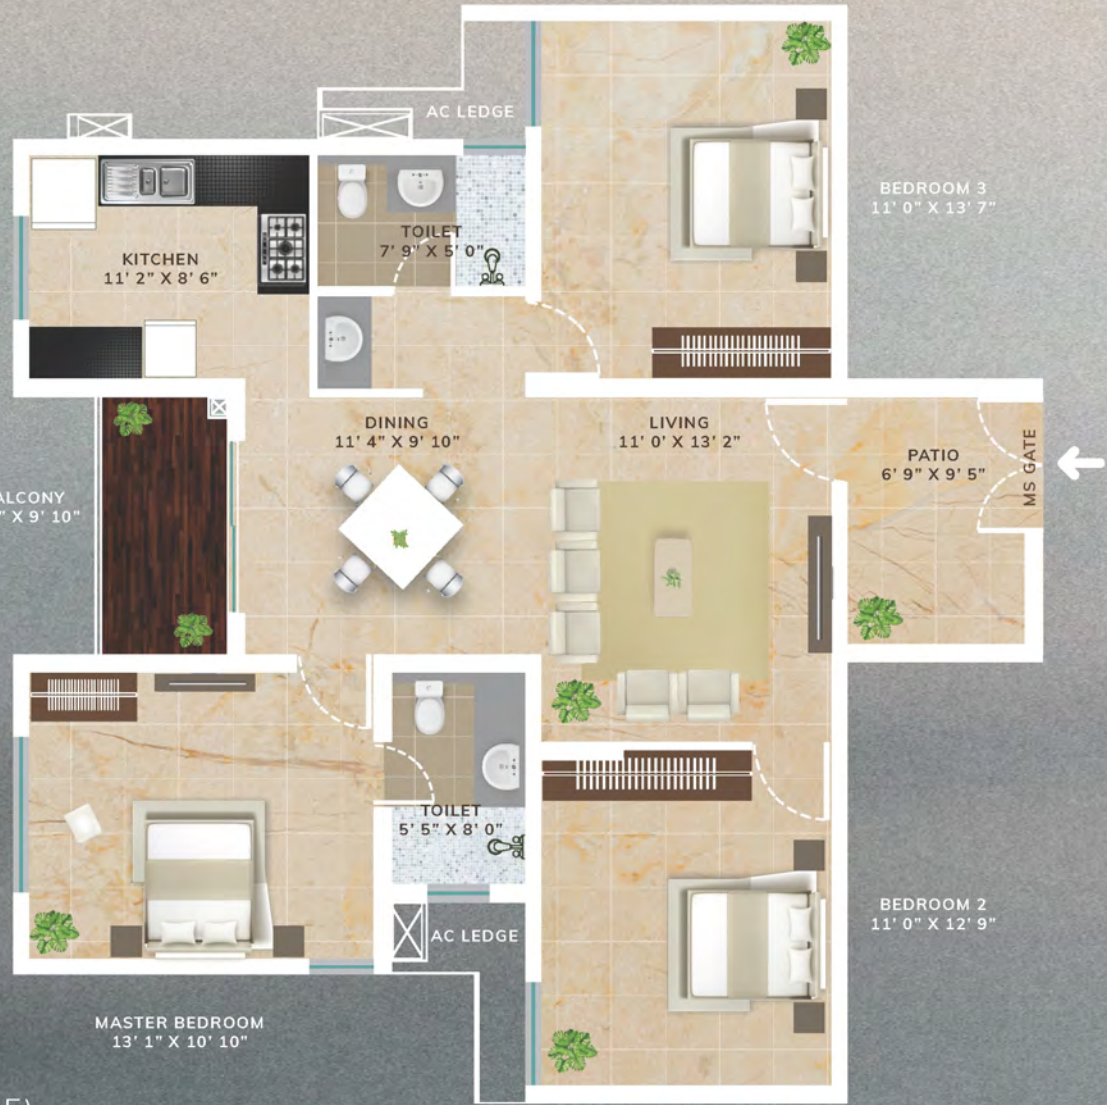 AC LEDGE
BEDROOM 3
11' 0" X 13' 7"
TOILET
7' 9" X 5' 0"
KITCHEN
11' 2" X 8' 6"
DINING
11' 4" X 9' 10"
LIVING
11' 0' X 13' 2"
PATIO
6' 9" X 9' 5"
MS GATE
ALCONY
" X 9' 10"
TOILET
5' 5" X 8' 0"
BEDROOM 2
11' 0" X 12' 9"
AC LEDGE
MASTER BEDROOM
13' 1" X 10' 10"